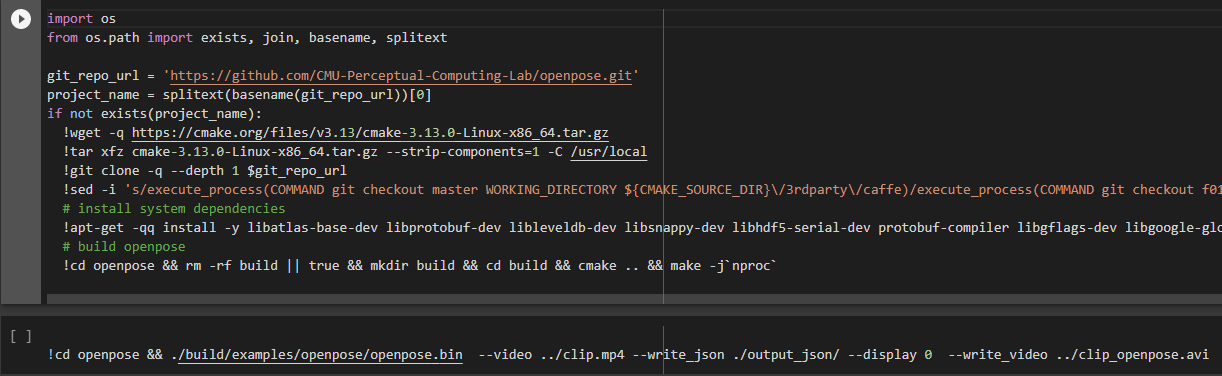 import os
from os.path import exists, join, basename, splitext
git_repo_url = 'https://github.com/CMU-Perceptual-Computing-Lab/openpose.git'
project_name = splitext(basename(git_repo_url))[0]
if not exists(project_name):
!wget -q https://cmake.org/files/v3.13/cmake-3.13.0-Linux-x86_64.tar.gz
!tar xfz cmake-3.13.0-Linux-x86_64.tar.gz --strip-components=1 -C /usr/local
!git clone -q --depth 1 $git_repo_url
!sed -i 's/execute_process(COMMAND git checkout master WORKING_DIRECTORY ${CMAKE_SOURCE_DIR}\/3rdparty\/caffe)/execute_process(COMMAND git checkout f01
# install system dependencies
!apt-get -qq install -y libatlas-base-dev libprotobuf-dev libleveldb-dev libsnappy-dev libhdf5-serial-dev protobuf-compiler libgflags-dev libgoogle-glo
# build openpose
!cd openpose && rm -rf build || true && mkdir build && cd build && cmake .. && make -j`nproc`
[ ]
!cd openpose && ./build/examples/openpose/openpose.bin  --video ../clip.mp4 --write_json ./output_json/ --display 0  --write_video ../clip_openpose.avi